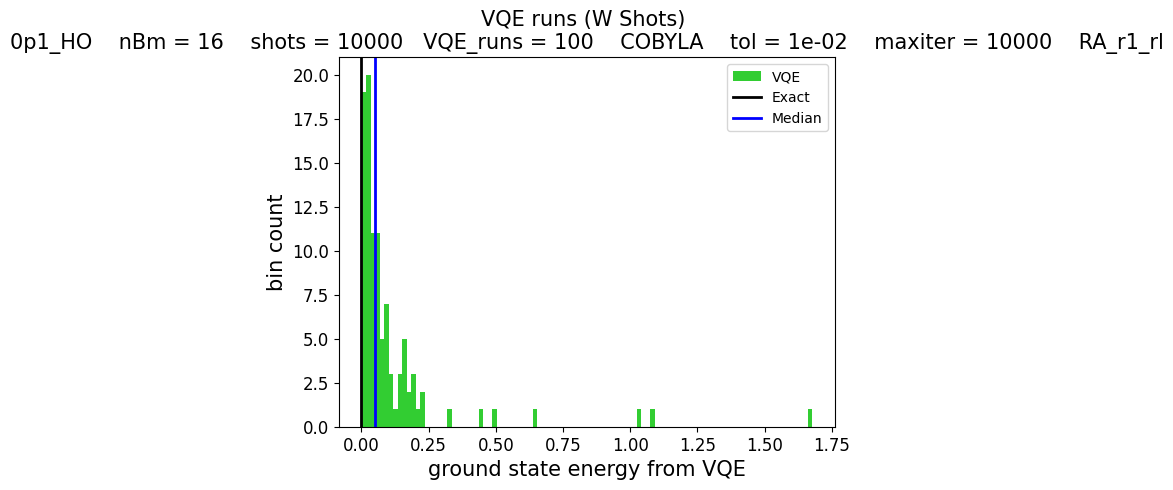 VQE runs (W Shots)
0p1_HO    nBm = 16    shots = 10000   VQE_runs = 100    COBYLA    tol = 1e-02    maxiter = 10000    RA_r1_rl
20.0
17.5
15.0
12.5
10.0
7.5
5.0
2.5
0.0
bin count
VQE
Exact
Median
0.00 0.25 0.50 0.75 1.00 1.25 1.50 1.75
ground state energy from VQE